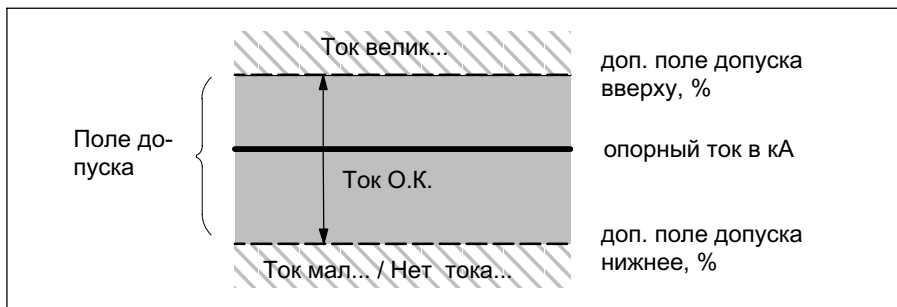 Ток велик...
доп. поле допуска
вверху, %
Поле до-
пуска
опорный ток в кА
Ток О.К.
доп. поле допуска
нижнее, %
Ток мал... / Нет тока...